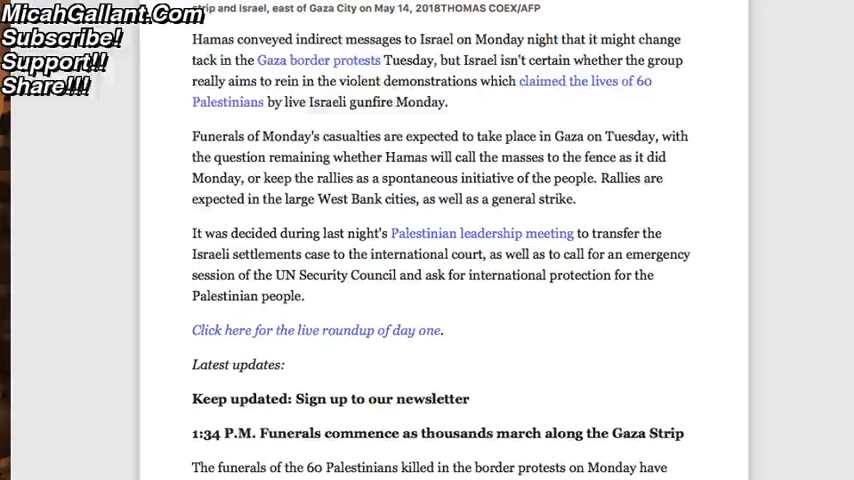 MicahGallant.Com
Subscribe!
Support!!
Share!!!
strip and Israel, east of Gaza City on May 14, 2018THOMAS COEX/AFP
Hamas conveyed indirect messages to Israel on Monday night that it might change
tack in the Gaza border protests Tuesday, but Israel isn't certain whether the group
really aims to rein in the violent demonstrations which claimed the lives of 60
Palestinians by live Israeli gunfire Monday.
Funerals of Monday's casualties are expected to take place in Gaza on Tuesday, with
the question remaining whether Hamas will call the masses to the fence as it did
Monday, or keep the rallies as a spontaneous initiative of the people. Rallies are
expected in the large West Bank cities, as well as a general strike.
It was decided during last night's Palestinian leadership meeting to transfer the
Israeli settlements case to the international court, as well as to call for an emergency
session of the UN Security Council and ask for international protection for the
Palestinian people.
Click here for the live roundup of day one.
Latest updates:
Keep updated: Sign up to our newsletter
1:34 P.M. Funerals commence as thousands march along the Gaza Strip
The funerals of the 60 Palestinians killed in the border protests on Monday have